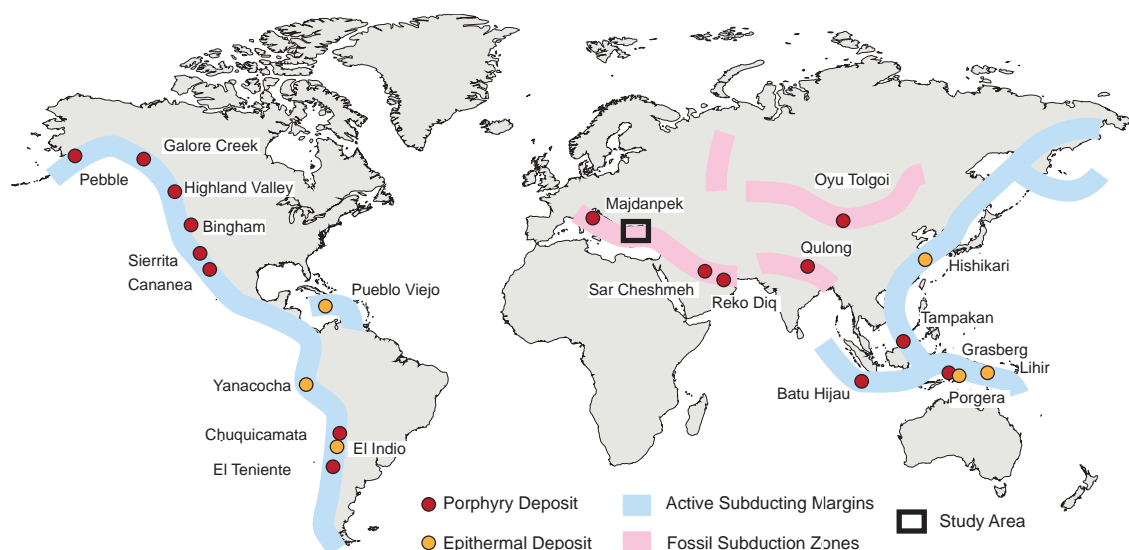 Galore Creek
Pebble
Highland Valley
Bingham
Sierrita
Cananea
Pueblo Viejo
Yanacocha
Chuquicamata
El Indio
El Teniente
Majdanpek
Oyu Tolgoi
Qulong
Sar Cheshmeh
Reko Diq
Hishikari
Tampakan
Grasberg
Lihir
Batu Hijau
Porgera
Porphyry Deposit
Active Subducting Margins
Study Area
Epithermal Deposit
Fossil Subduction Zones